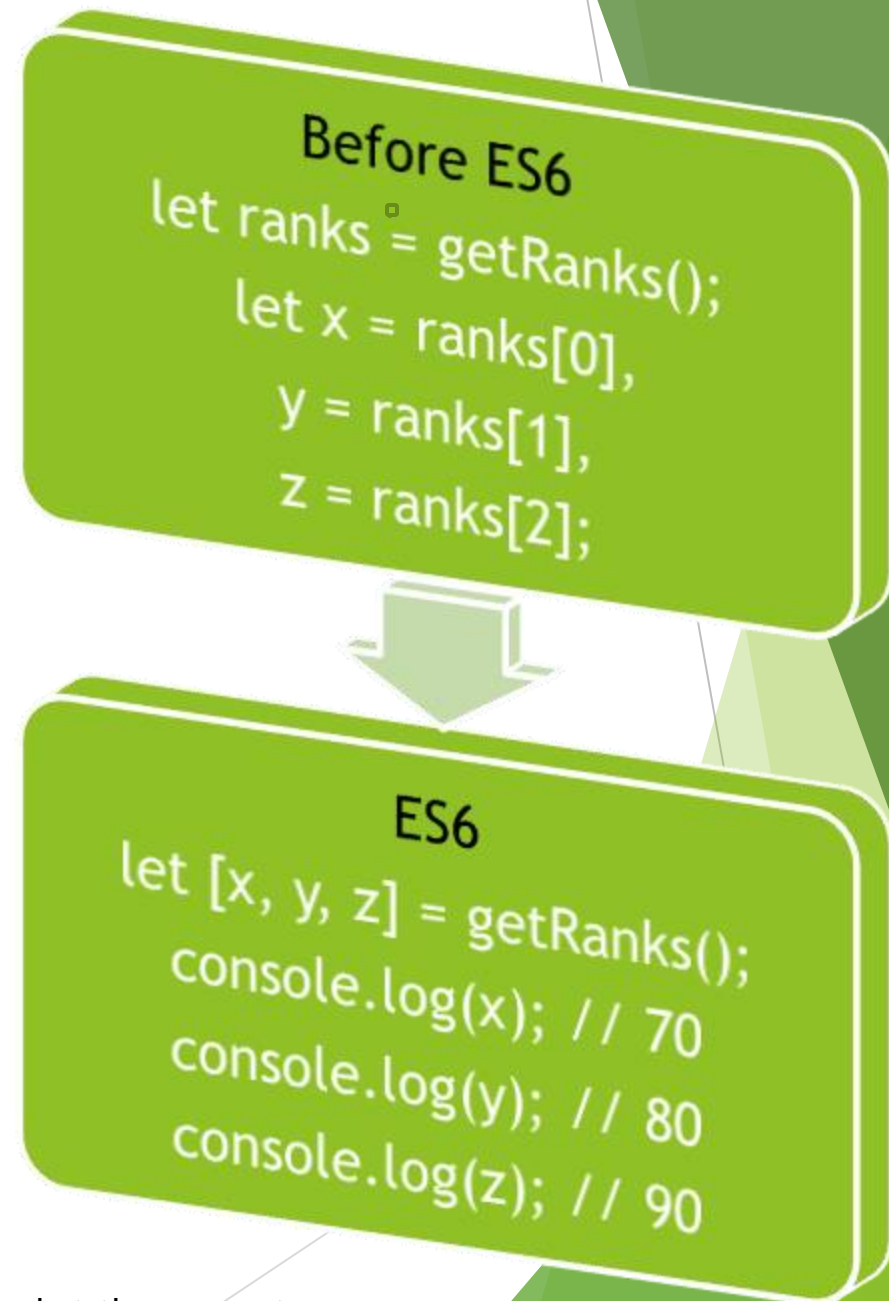 Before ES6
let ranks = getRanks();
let x = ranks[0],
y = ranks[1],
z = ranks[2];
ES6
let [x, y, z] = getRanks();
console.log(x); // 70
console.log(y); // 80
console.log(z); // 90